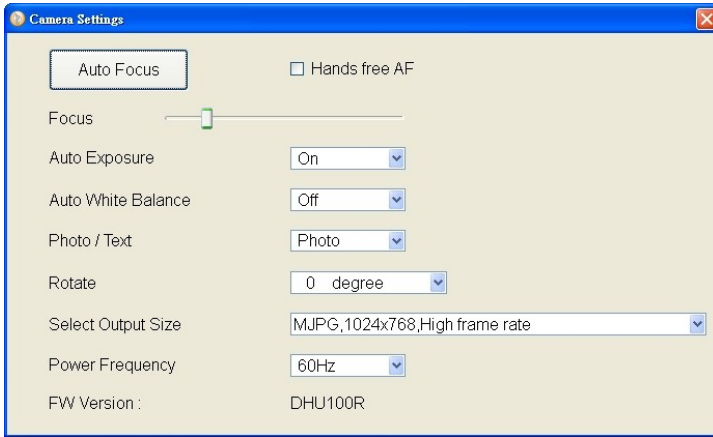 Camera Settings
Auto Focus Hands free AF
Focus
Auto Exposure On
Auto White Balance Off
Photo / Text Photo
Rotate 0 degree
Select Output Size MJPG,1024x768,High frame rate
Power Frequency 60Hz
FW Version : DHU100R